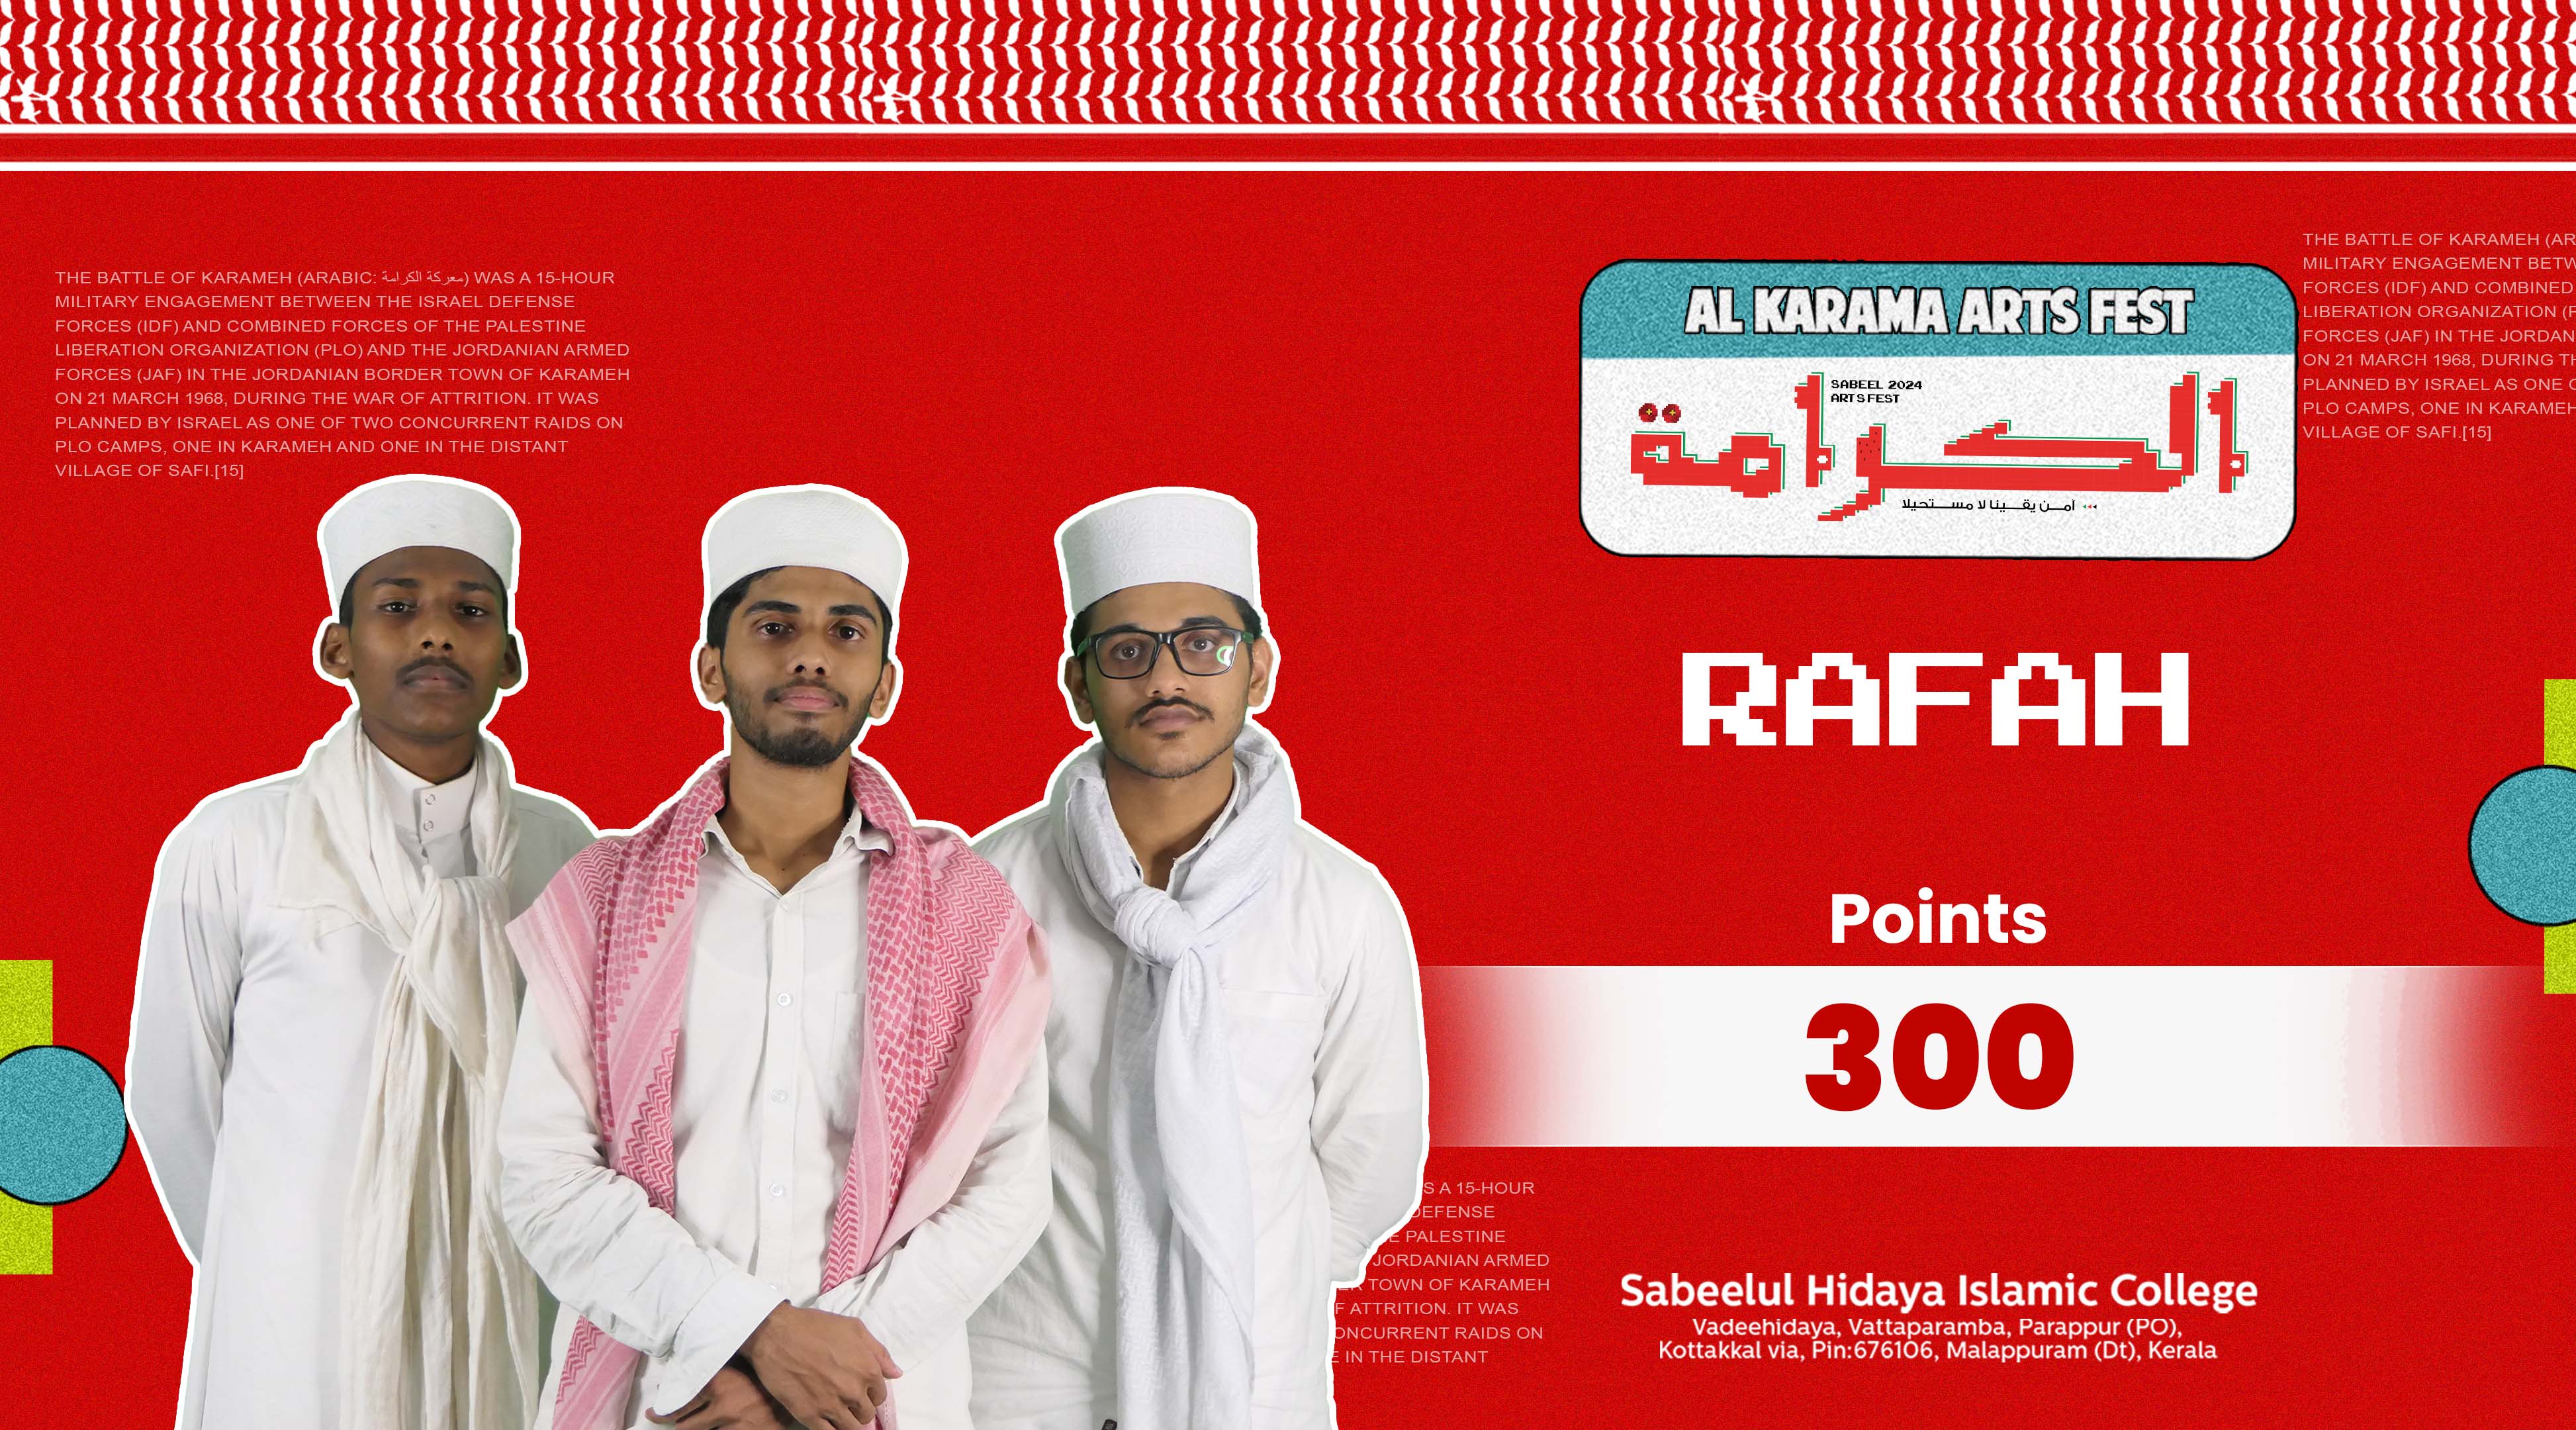 THE BATTLE OF KARAMEH (ARABIC: معركة الكرامة) WAS A 15-HOUR
MILITARY ENGAGEMENT BETWEEN THE ISRAEL DEFENSE
FORCES (IDF) AND COMBINED FORCES OF THE PALESTINE
LIBERATION ORGANIZATION (PLO) AND THE JORDANIAN ARMED
FORCES (JAF) IN THE JORDANIAN BORDER TOWN OF KARAMEH
ON 21 MARCH 1968, DURING THE WAR OF ATTRITION. IT WAS
PLANNED BY ISRAEL AS ONE OF TWO CONCURRENT RAIDS ON
PLO CAMPS, ONE IN KARAMEH AND ONE IN THE DISTANT
VILLAGE OF SAFI.[15]
AL KARAMA ARTS FEST
SABEEL 2024
ARTS FEST
الكرامة
آمن يقينا لا مستحيلا
THE BATTLE OF KARAMEH (AR
MILITARY ENGAGEMENT BETW
FORCES (IDF) AND COMBINED
LIBERATION ORGANIZATION (P
FORCES (JAF) IN THE JORDAN
ON 21 MARCH 1968, DURING TH
PLANNED BY ISRAEL AS ONE O
PLO CAMPS, ONE IN KARAMEH
VILLAGE OF SAFI.[15]
RAFAH
Points
300
S A 15-HOUR
DEFENSE
E PALESTINE
JORDANIAN ARMED
ER TOWN OF KARAMEH
F ATTRITION. IT WAS
ONCURRENT RAIDS ON
E IN THE DISTANT
Sabeelul Hidaya Islamic College
Vadeehidaya, Vattaparamba, Parappur (PO),
Kottakkal via, Pin:676106, Malappuram (Dt), Kerala